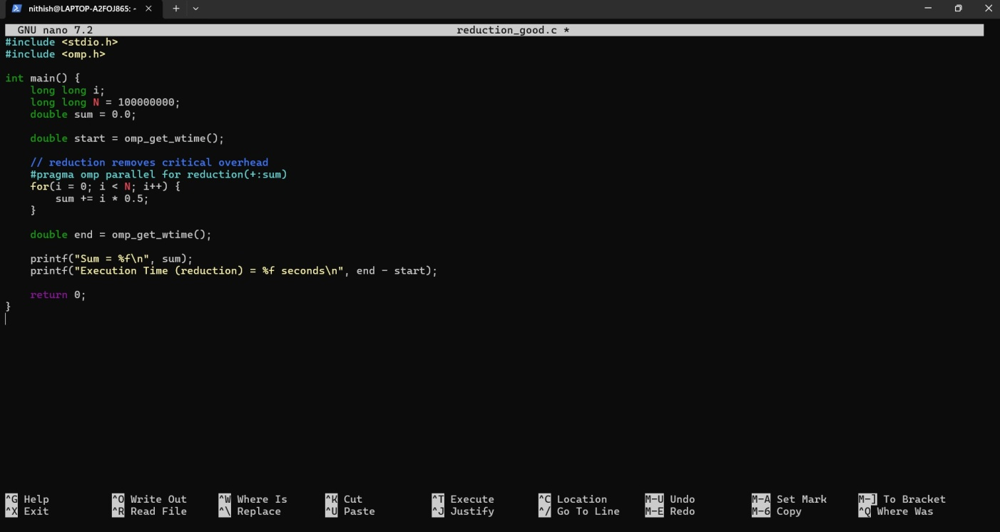 nithish@LAPTOP-A2FOJ865: -
GNU nano 7.2 reduction_good.c *
#include <stdio.h>
#include <omp.h>
int main() {
    long long i;
    long long N = 100000000;
    double sum = 0.0;
    double start = omp_get_wtime();
    // reduction removes critical overhead
    #pragma omp parallel for reduction(+:sum)
    for(i = 0; i < N; i++) {
        sum += i * 0.5;
    }
    double end = omp_get_wtime();
    printf("Sum = %f\n", sum);
    printf("Execution Time (reduction) = %f seconds\n", end - start);
    return 0;
}
^G Help ^O Write Out ^W Where Is ^K Cut ^T Execute ^C Location M-U Undo M-A Set Mark M-] To Bracket
^X Exit ^R Read File ^\ Replace ^U Paste ^J Justify ^/ Go To Line M-E Redo M-6 Copy ^Q Where Was